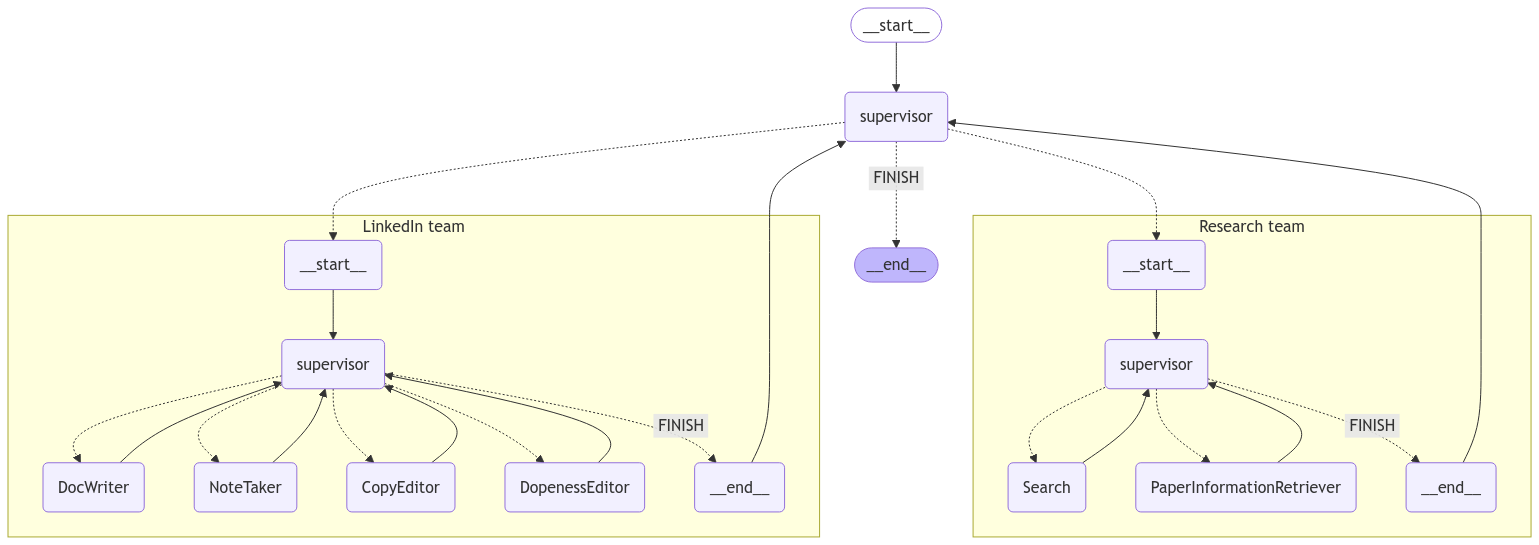 __start__
supervisor
FINISH
LinkedIn team
Research team
__start__
__end__
__start__
supervisor
supervisor
FINISH
FINISH
DocWriter
NoteTaker
CopyEditor
DopenessEditor
__end__
Search
PaperInformationRetriever
__end__